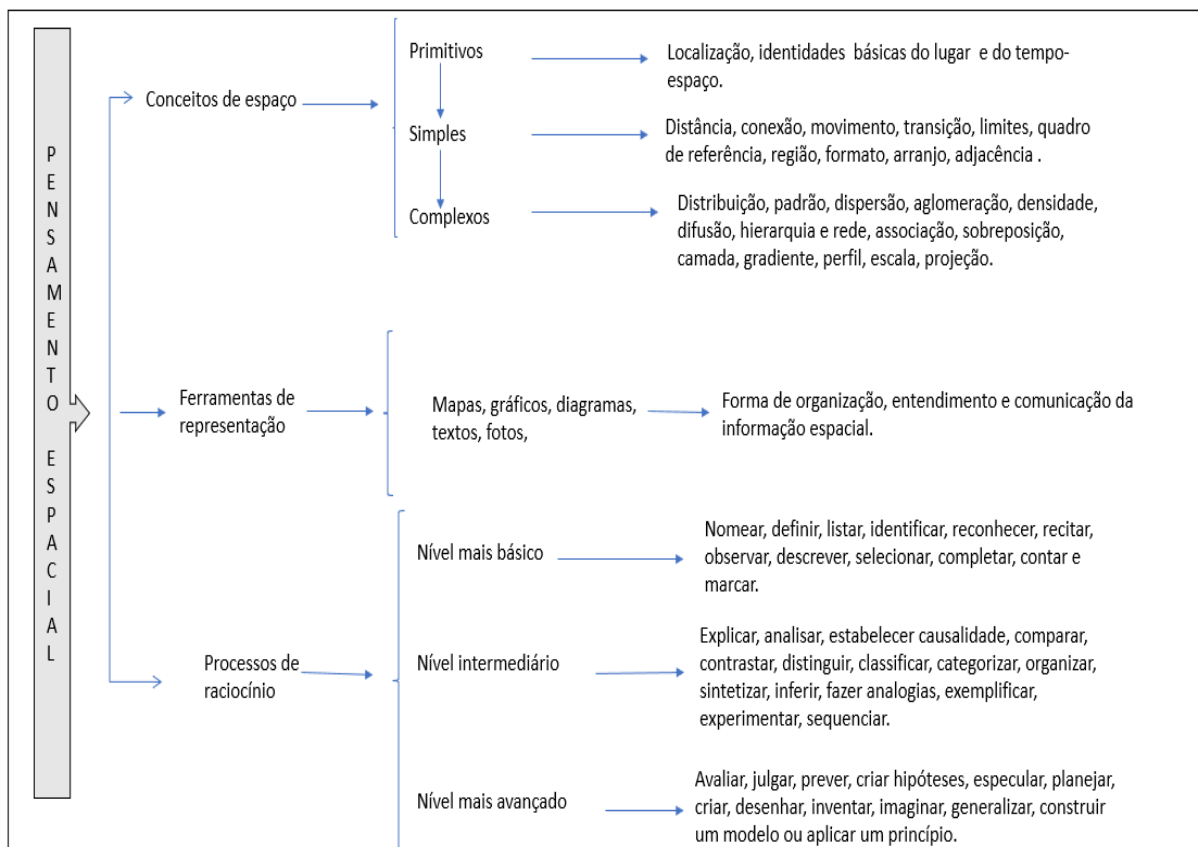 PENSAMENTO ESPACIAL
Conceitos de espaço
Primitivos
Localização, identidades básicas do lugar e do tempo-
espaço.
Simples
Distância, conexão, movimento, transição, limites, quadro
de referência, região, formato, arranjo, adjacência .
Complexos
Distribuição, padrão, dispersão, aglomeração, densidade,
difusão, hierarquia e rede, associação, sobreposição,
camada, gradiente, perfil, escala, projeção.
Ferramentas de
representação
Mapas, gráficos, diagramas,
textos, fotos,
Forma de organização, entendimento e comunicação da
informação espacial.
Processos de
raciocínio
Nível mais básico
Nomear, definir, listar, identificar, reconhecer, recitar,
observar, descrever, selecionar, completar, contar e
marcar.
Nível intermediário
Explicar, analisar, estabelecer causalidade, comparar,
contrastar, distinguir, classificar, categorizar, organizar,
sintetizar, inferir, fazer analogias, exemplificar,
experimentar, sequenciar.
Nível mais avançado
Avaliar, julgar, prever, criar hipóteses, especular, planejar,
criar, desenhar, inventar, imaginar, generalizar, construir
um modelo ou aplicar um princípio.